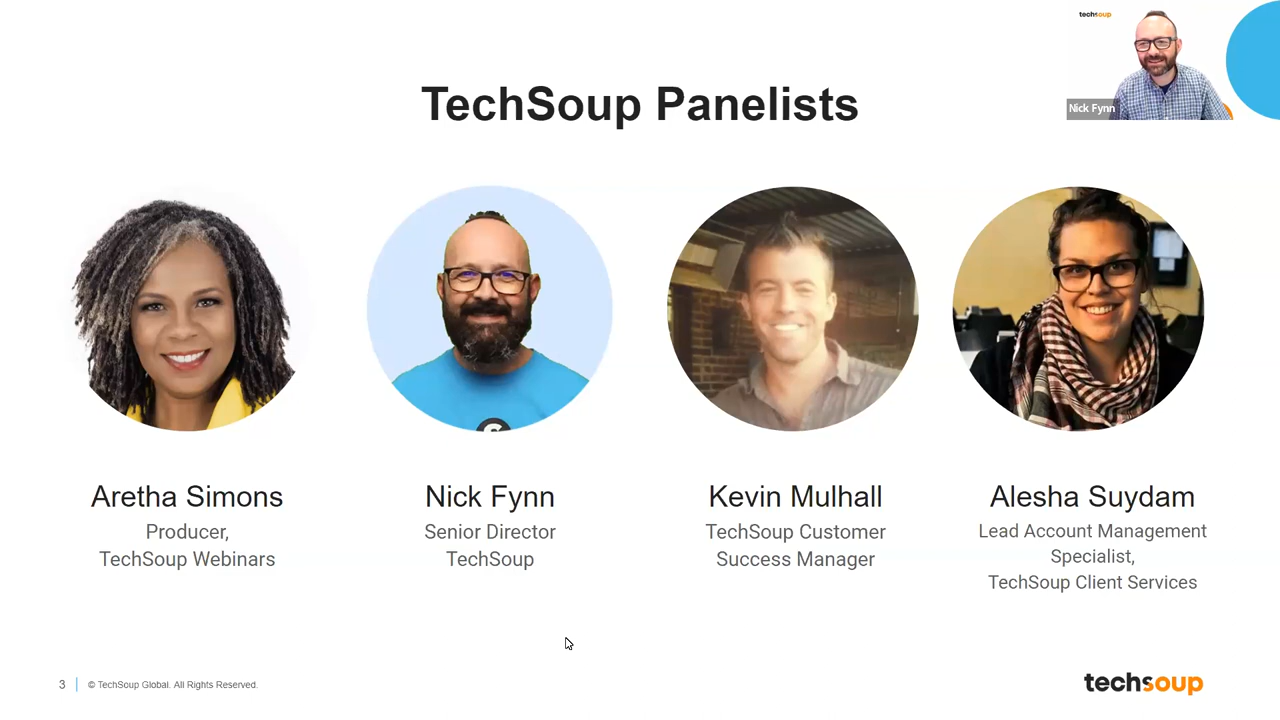 techsoup
Nick Fynn
TechSoup Panelists
Aretha Simons
Producer,
TechSoup Webinars
Nick Fynn
Senior Director
TechSoup
Kevin Mulhall
TechSoup Customer
Success Manager
Alesha Suydam
Lead Account Management
Specialist,
TechSoup Client Services
3
© TechSoup Global. All Rights Reserved.
techsoup